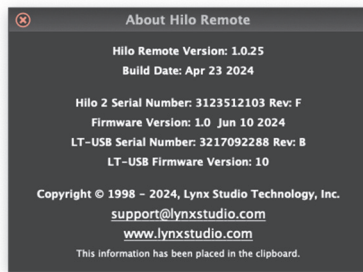 About Hilo Remote
Hilo Remote Version: 1.0.25
Build Date: Apr 23 2024
Hilo 2 Serial Number: 3123512103 Rev: F
Firmware Version: 1.0  Jun 10 2024
LT-USB Serial Number: 3217092288 Rev: B
LT-USB Firmware Version: 10
Copyright © 1998 - 2024, Lynx Studio Technology, Inc.
support@lynxstudio.com
www.lynxstudio.com
This information has been placed in the clipboard.